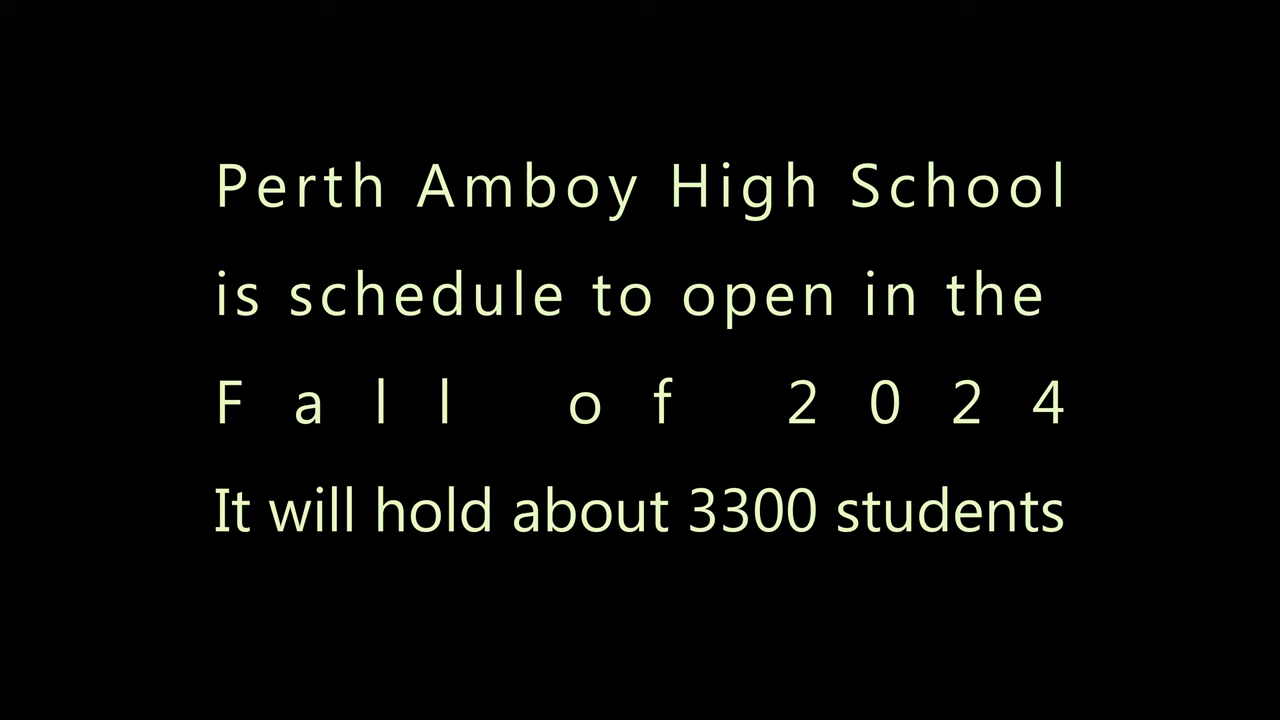 Perth Amboy High School
is schedule to open in the
Fall of 2024
It will hold about 3300 students